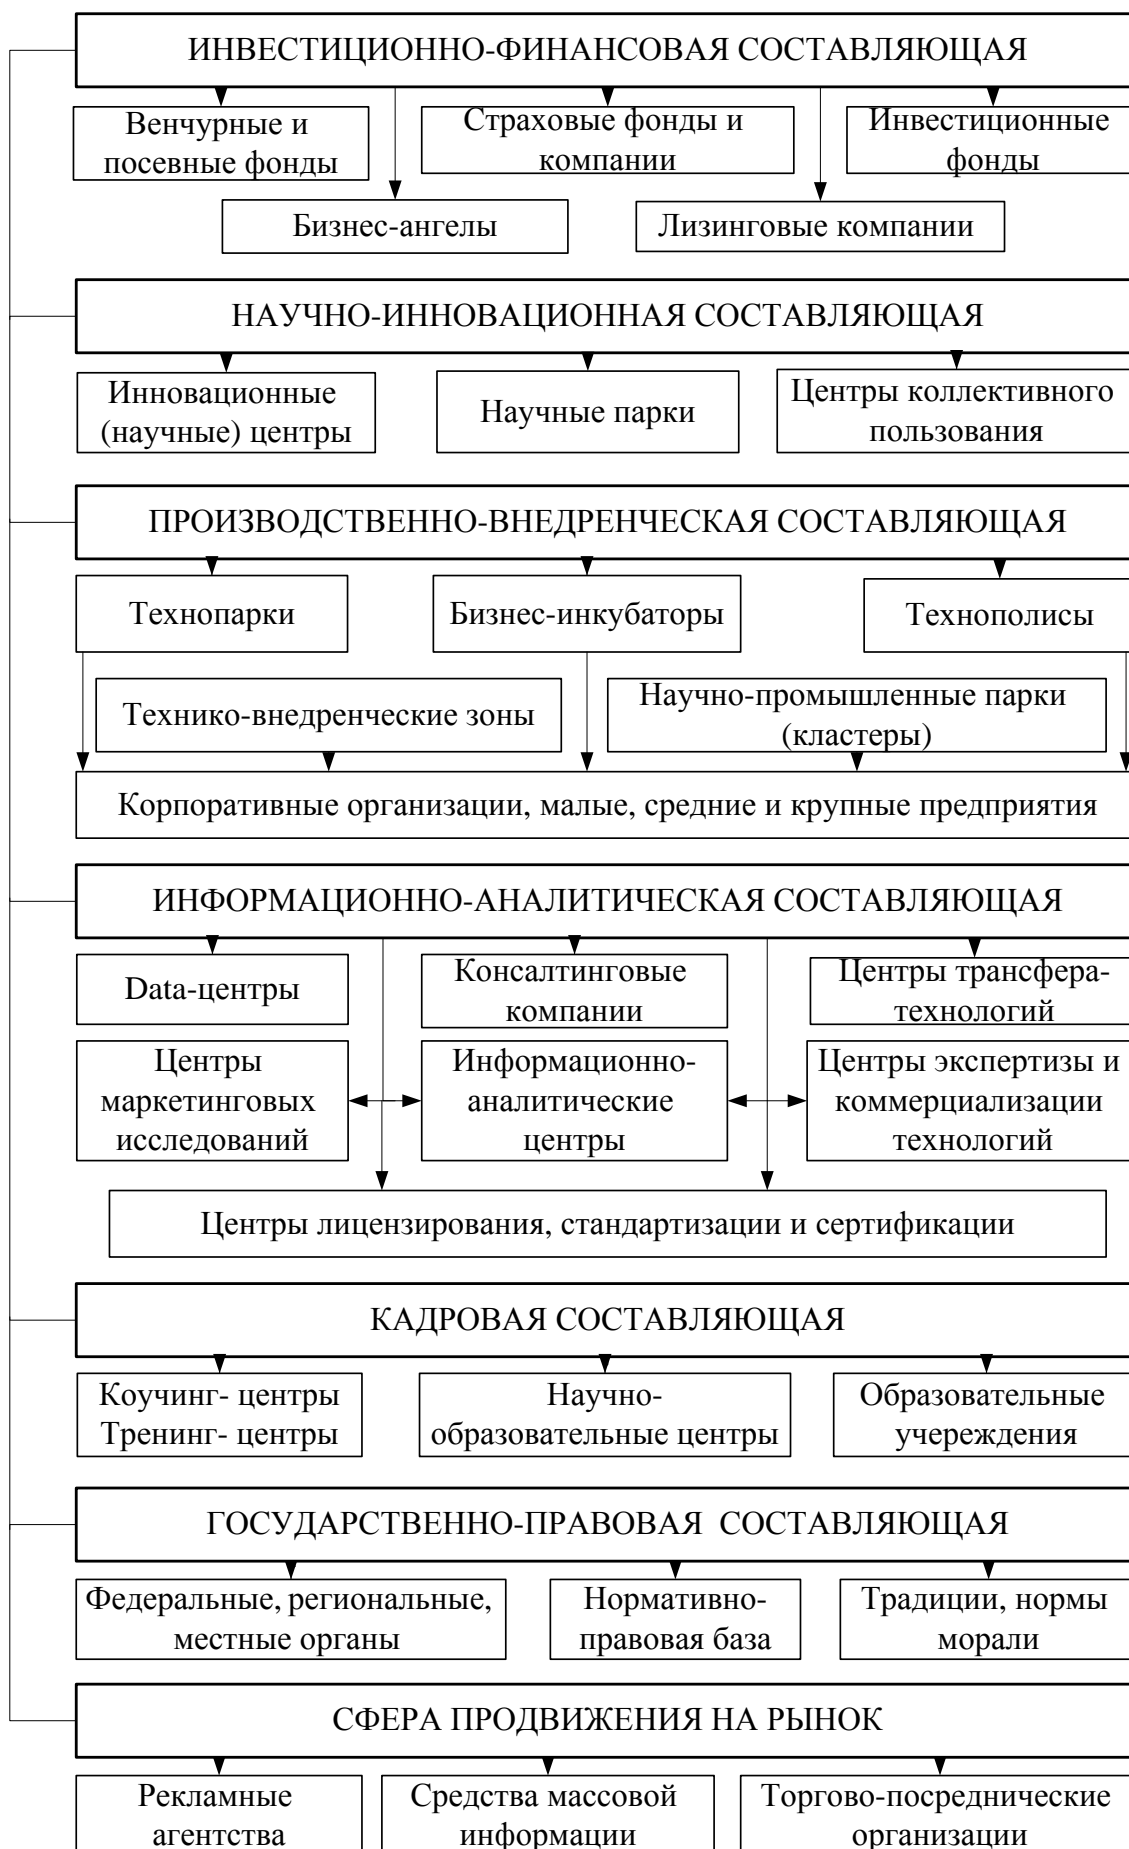 ИНВЕСТИЦИОННО-ФИНАНСОВАЯ СОСТАВЛЯЮЩАЯ
Венчурные и
посевные фонды
Страховые фонды и
компании
Инвестиционные
фонды
Бизнес-ангелы
Лизинговые компании
НАУЧНО-ИННОВАЦИОННАЯ СОСТАВЛЯЮЩАЯ
Инновационные
(научные) центры
Научные парки
Центры коллективного
пользования
ПРОИЗВОДСТВЕННО-ВНЕДРЕНЧЕСКАЯ СОСТАВЛЯЮЩАЯ
Технопарки
Бизнес-инкубаторы
Технополисы
Технико-внедренческие зоны
Научно-промышленные парки
(кластеры)
Корпоративные организации, малые, средние и крупные предприятия
ИНФОРМАЦИОННО-АНАЛИТИЧЕСКАЯ СОСТАВЛЯЮЩАЯ
Data-центры
Консалтинговые
компании
Центры трансфера-
технологий
Центры
маркетинговых
исследований
Информационно-
аналитические
центры
Центры экспертизы и
коммерциализации
технологий
Центры лицензирования, стандартизации и сертификации
КАДРОВАЯ СОСТАВЛЯЮЩАЯ
Коучинг- центры
Тренинг- центры
Научно-
образовательные центры
Образовательные
учереждения
ГОСУДАРСТВЕННО-ПРАВОВАЯ СОСТАВЛЯЮЩАЯ
Федеральные, региональные,
местные органы
Нормативно-
правовая база
Традиции, нормы
морали
СФЕРА ПРОДВИЖЕНИЯ НА РЫНОК
Рекламные
агентства
Средства массовой
информации
Торгово-посреднические
организации